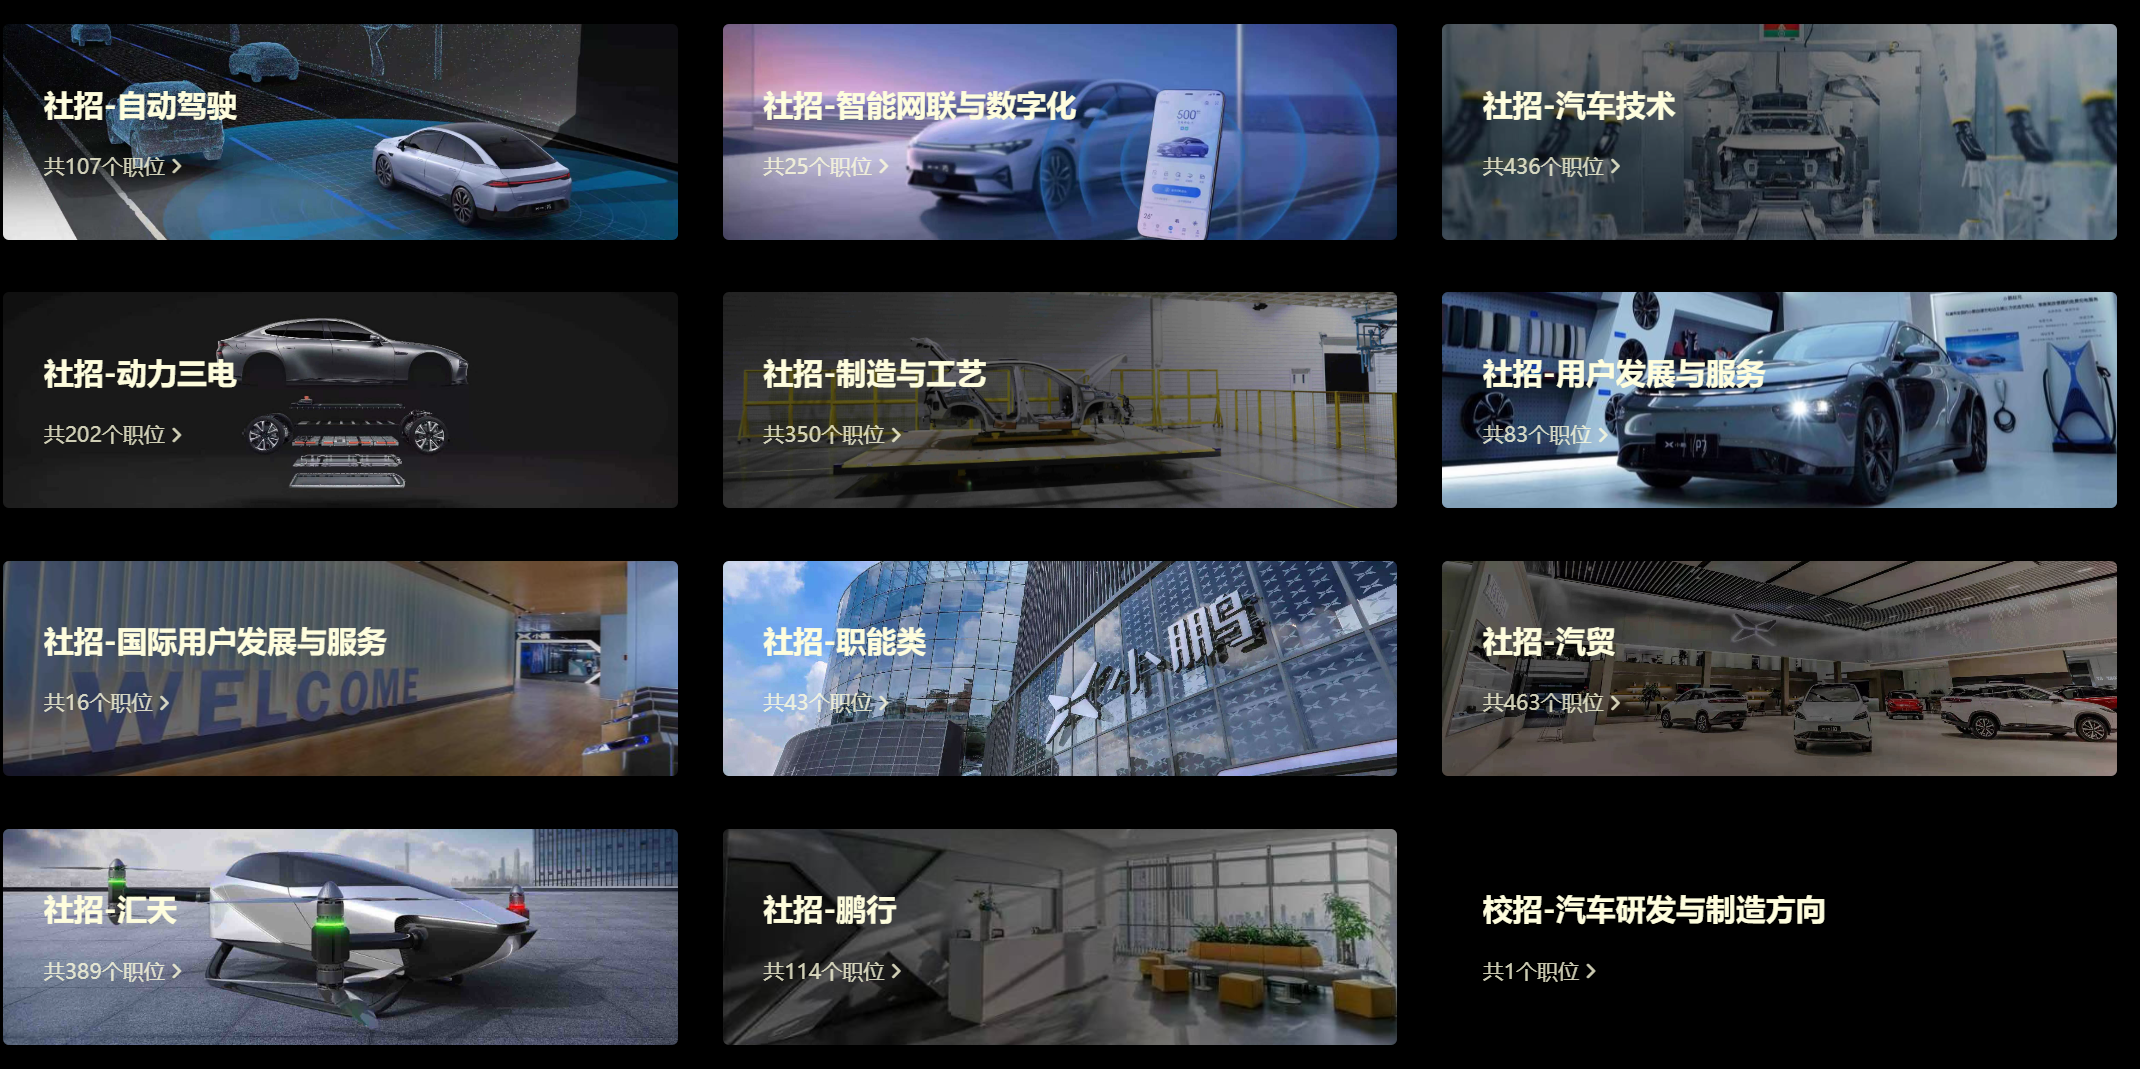 社招-自动驾驶
共107个职位
社招-智能网联与数字化
共25个职位
500
社招-汽车技术
共436个职位
社招-动力三电
共202个职位
社招-制造与工艺
共350个职位
社招-用户发展与服务
共83个职位
P7
社招-国际用户发展与服务
共16个职位
WELCOME
社招-职能类
共43个职位
小鹏
社招-汽贸
共463个职位
社招-汇天
共389个职位
社招-鹏行
共114个职位
校招-汽车研发与制造方向
共1个职位